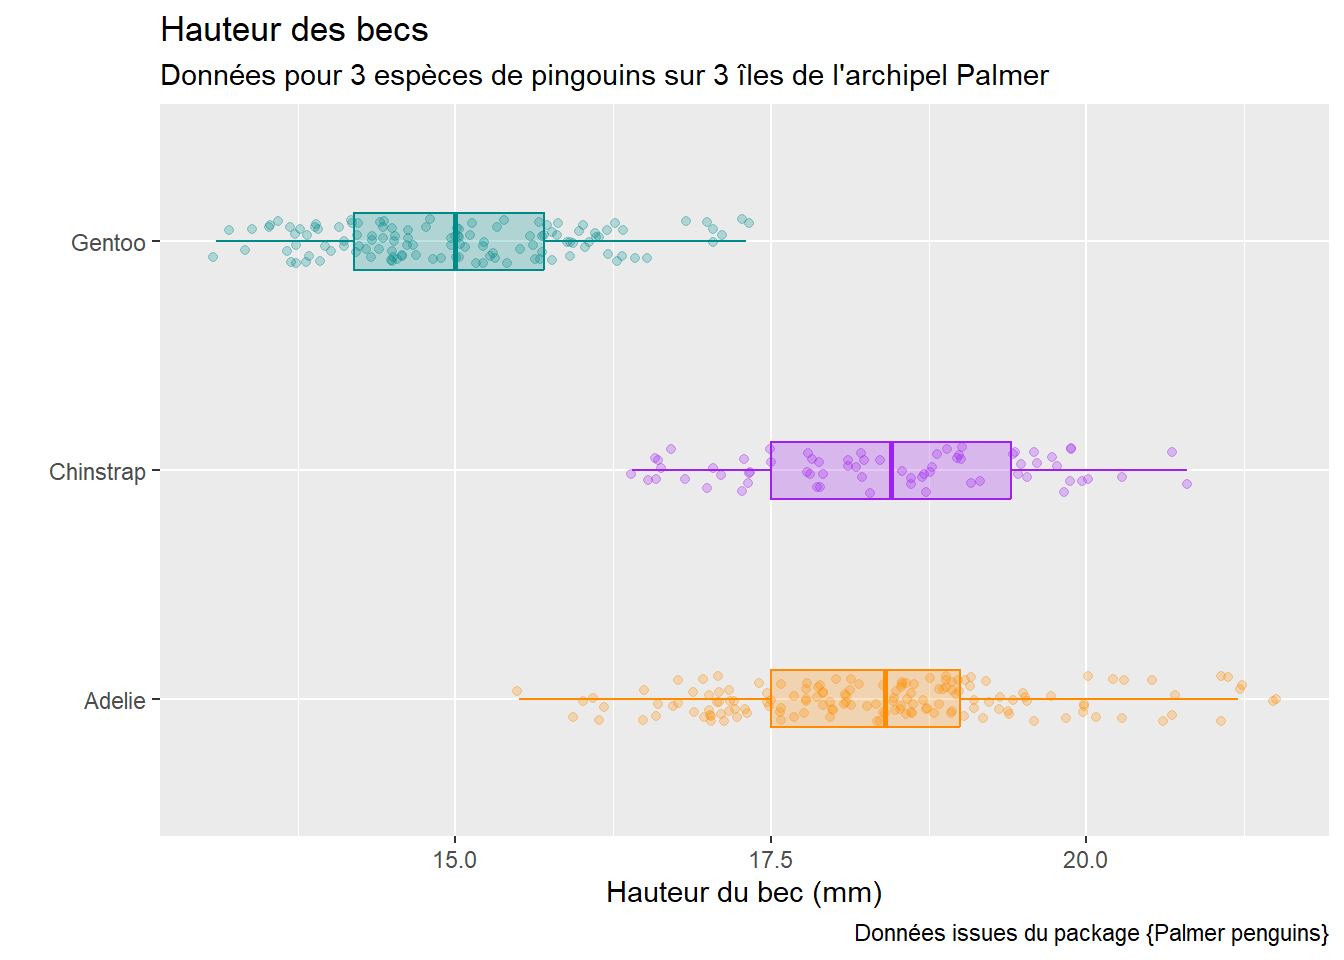 Hauteur des becs
Données pour 3 espèces de pingouins sur 3 îles de l'archipel Palmer
Gentoo
Chinstrap
Adelie
15.0 17.5 20.0
Hauteur du bec (mm)
Données issues du package {Palmer penguins}